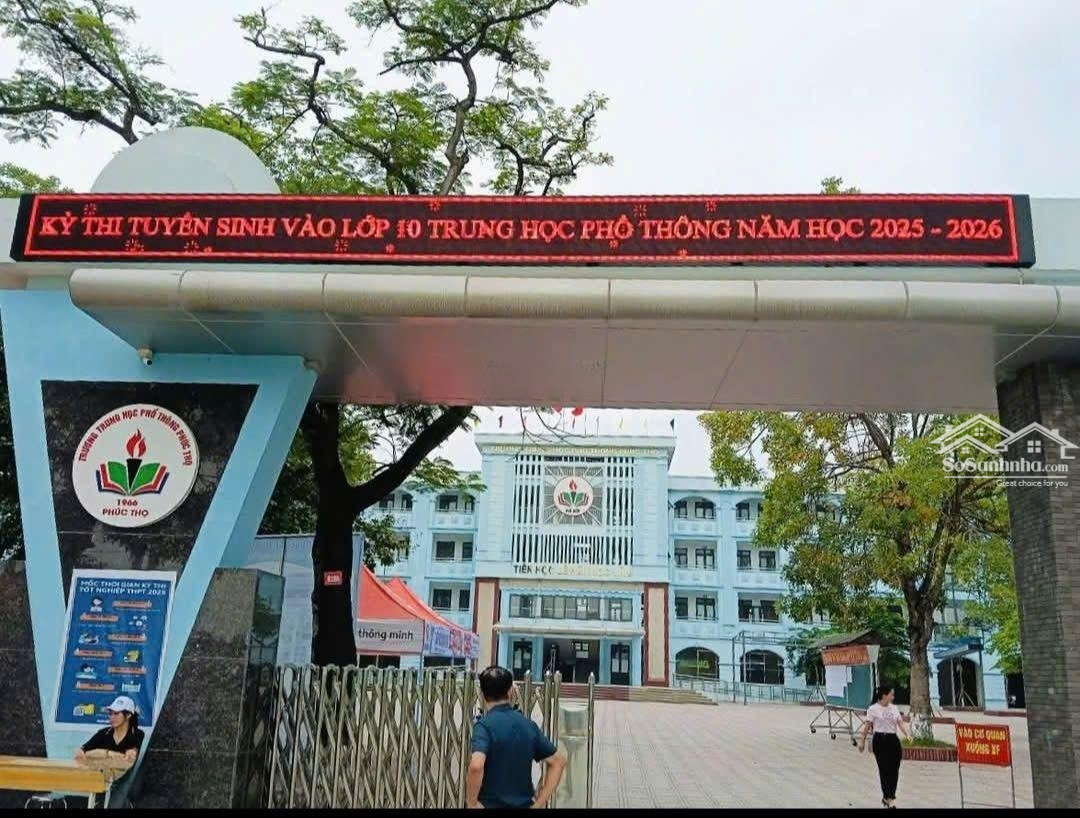 KỲ THI TUYỂN SINH VÀO LỚP 10 TRUNG HỌC PHỔ THÔNG NĂM HỌC 2025 - 2026
TRƯỜNG TRUNG HỌC PHỔ THÔNG PHÚC THỌ
1966
PHÚC THỌ
SoSanhnha.com
Great choice for you
TIÊN HỌC
MỐC THỜI GIAN KỲ THI
TỐT NGHIỆP THPT 2025
thông minh
VÀO CƠ QUAN
XUỐNG XE